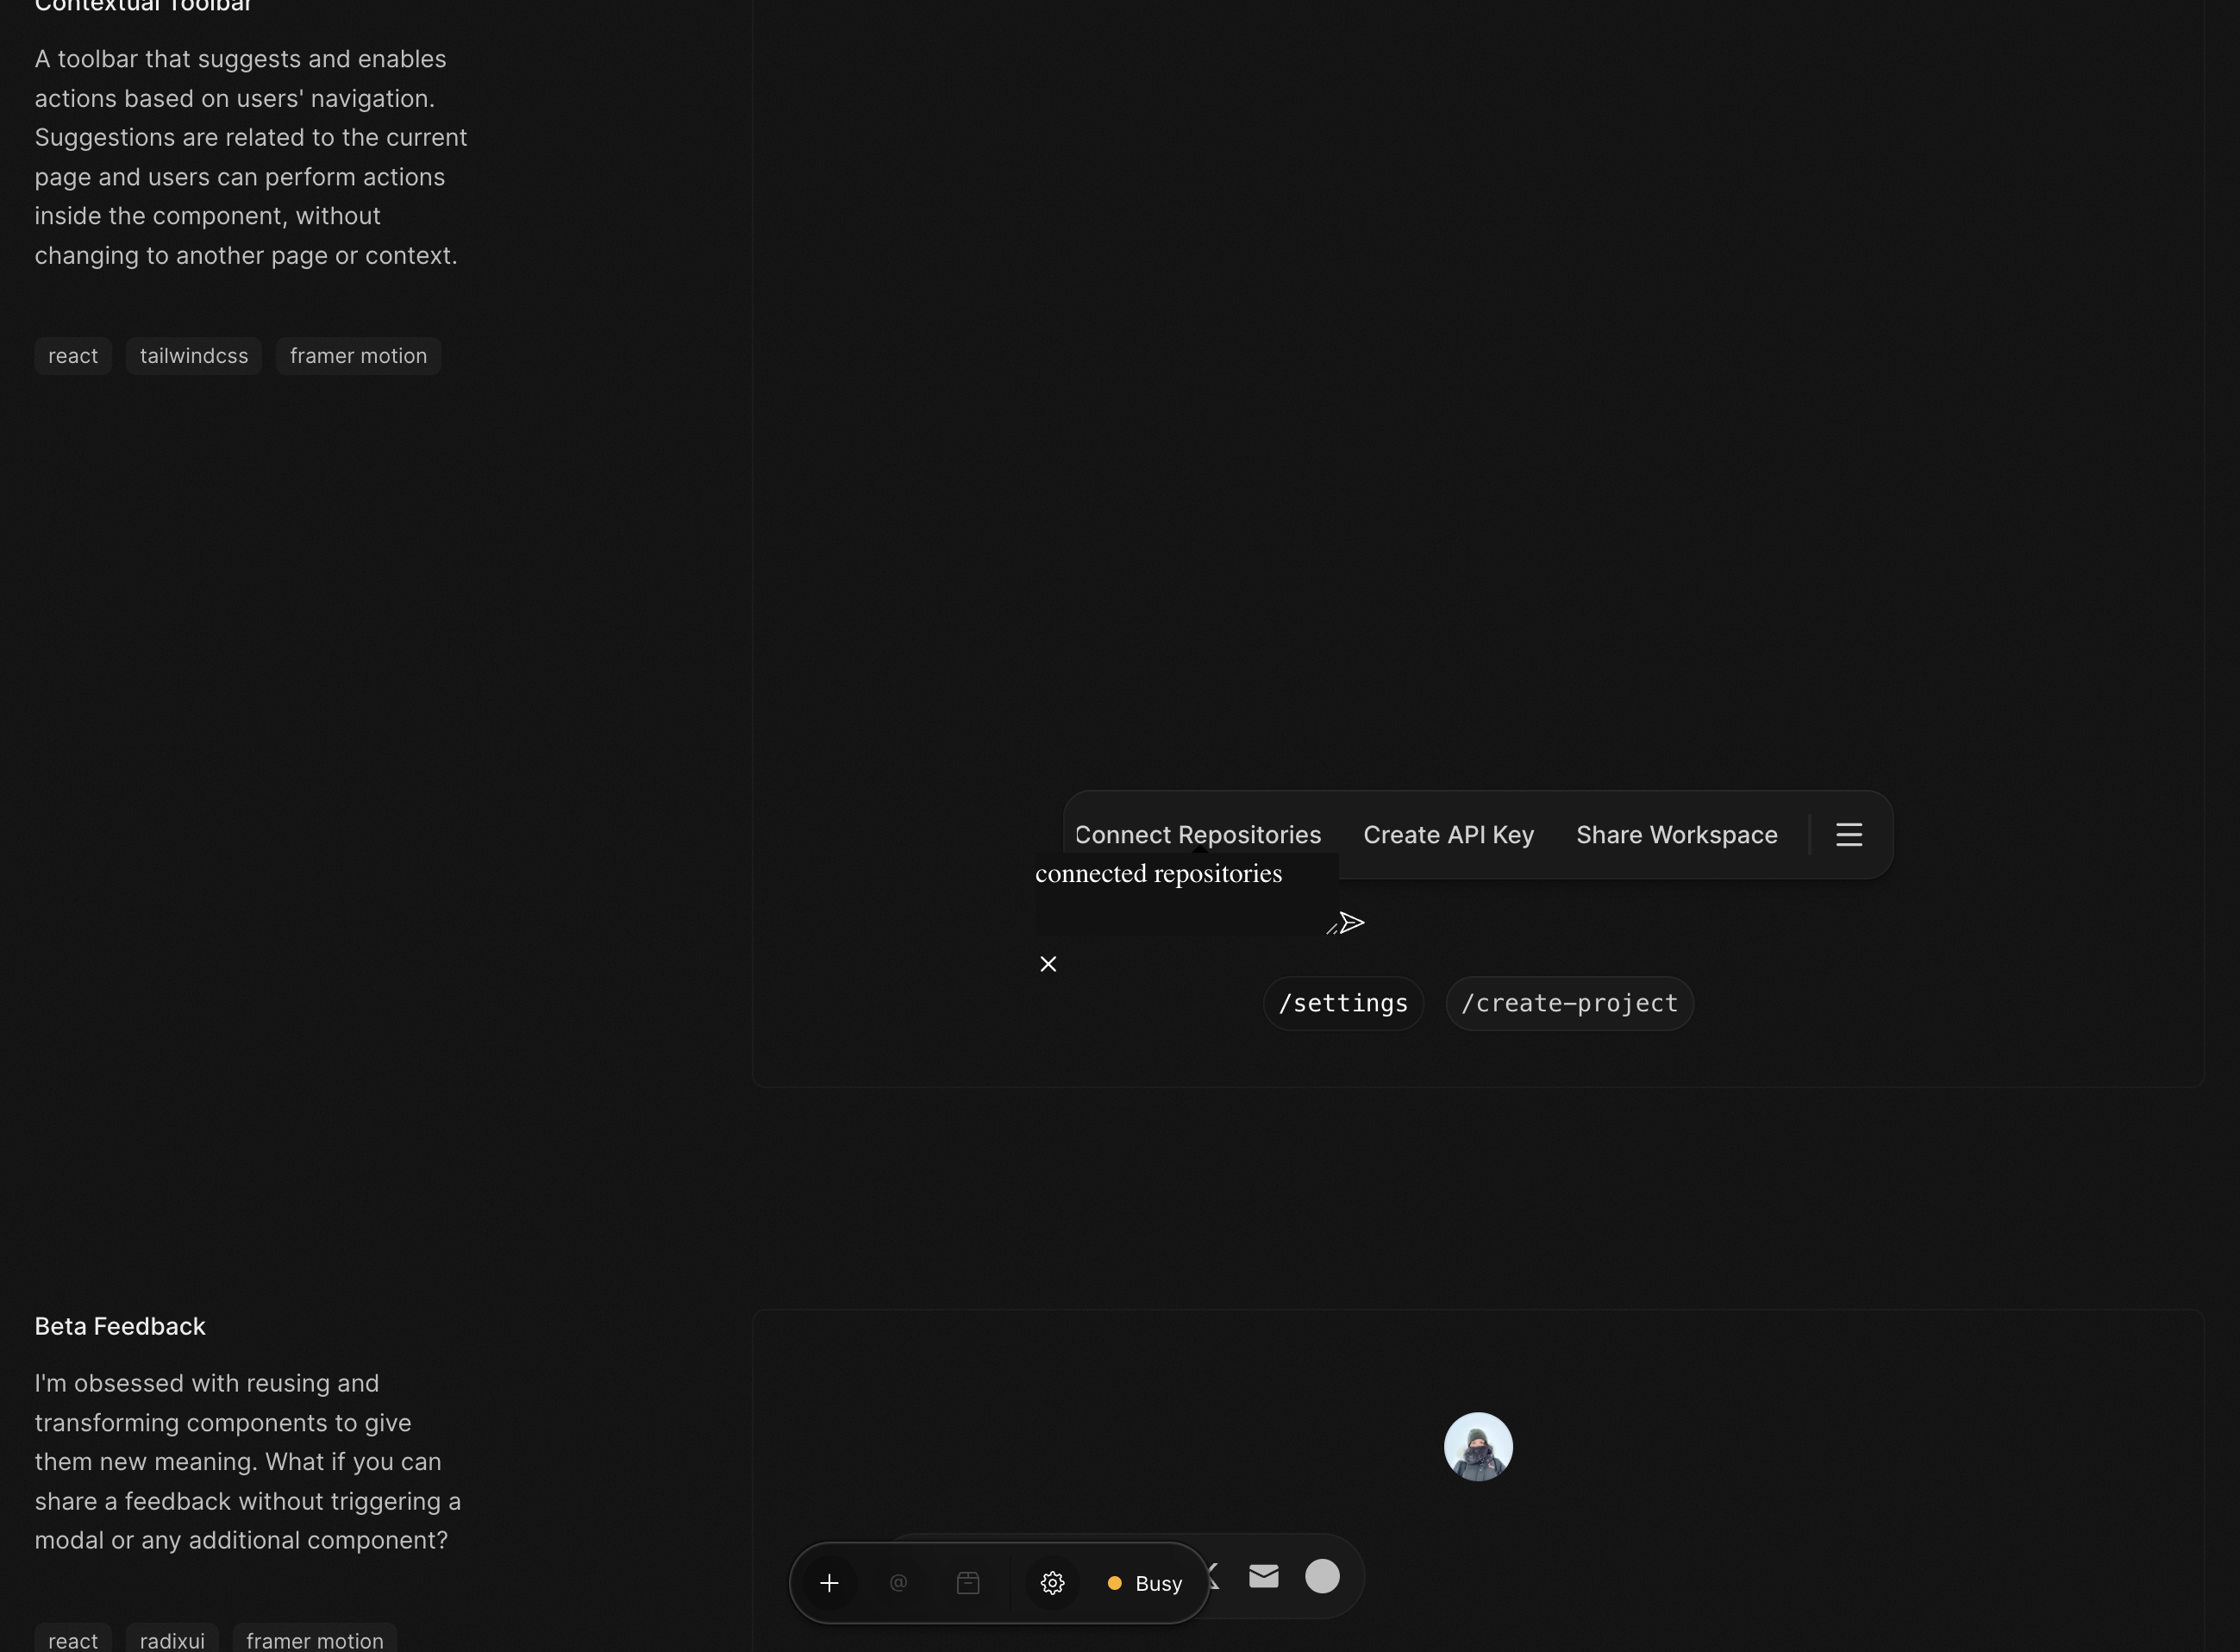 Contextual Toolbar
A toolbar that suggests and enables
actions based on users' navigation.
Suggestions are related to the current
page and users can perform actions
inside the component, without
changing to another page or context.
react
tailwindcss
framer motion
Connect Repositories
Create API Key
Share Workspace
connected repositories
/settings
/create-project
Beta Feedback
I'm obsessed with reusing and
transforming components to give
them new meaning. What if you can
share a feedback without triggering a
modal or any additional component?
@
Busy
react
radixui
framer motion